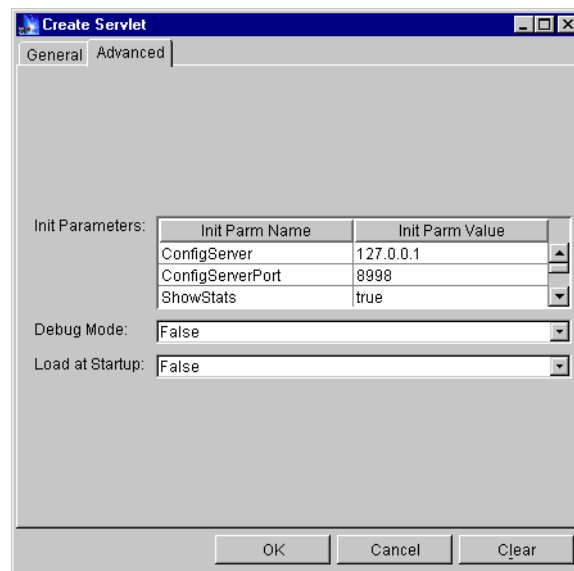 Create Servlet
General Advanced
Init Parameters:
Init Parm Name Init Parm Value
ConfigServer 127.0.0.1
ConfigServerPort 8998
ShowStats true
Debug Mode: False
Load at Startup: False
OK Cancel Clear